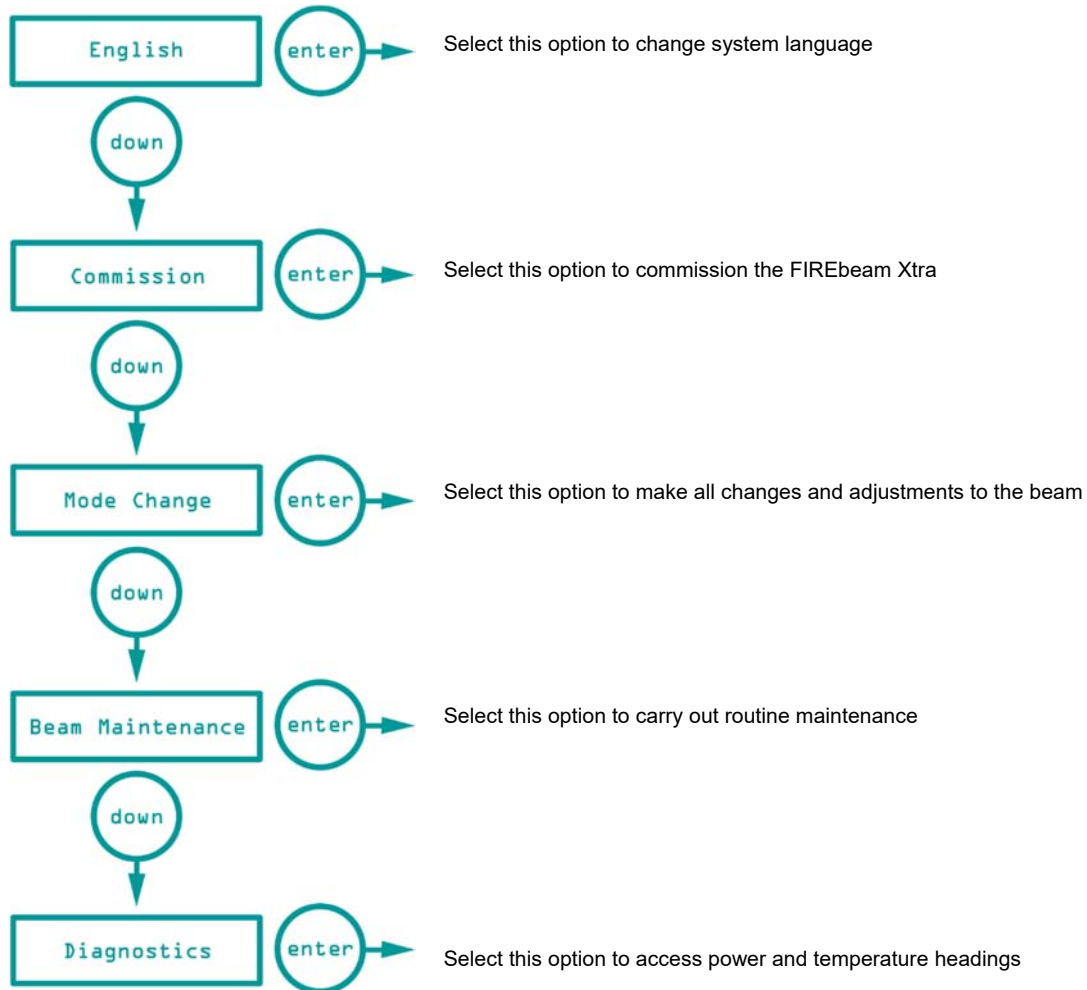 English
enter
Select this option to change system language
down
Commission
enter
Select this option to commission the FIREbeam Xtra
down
Mode Change
enter
Select this option to make all changes and adjustments to the beam
down
Beam Maintenance
enter
Select this option to carry out routine maintenance
down
Diagnostics
enter
Select this option to access power and temperature headings